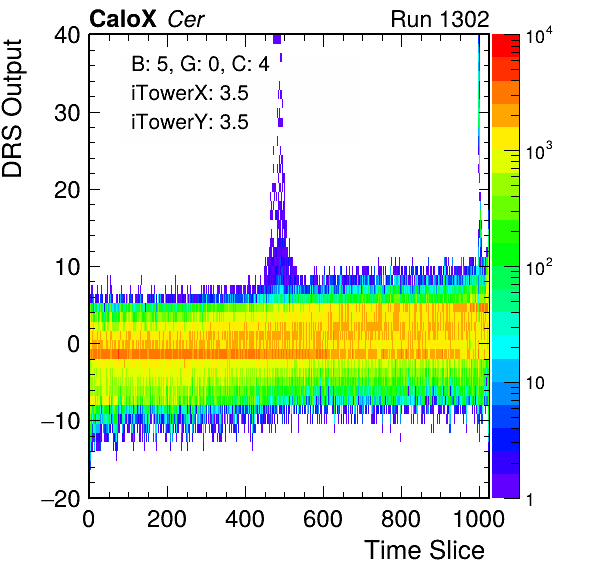 CaloX Cer Run 1302
B: 5, G: 0, C: 4
iTowerX: 3.5
iTowerY: 3.5
DRS Output
40
30
20
10
0
−10
−20
0 200 400 600 800 1000
Time Slice
10^4
10^3
10^2
10
1